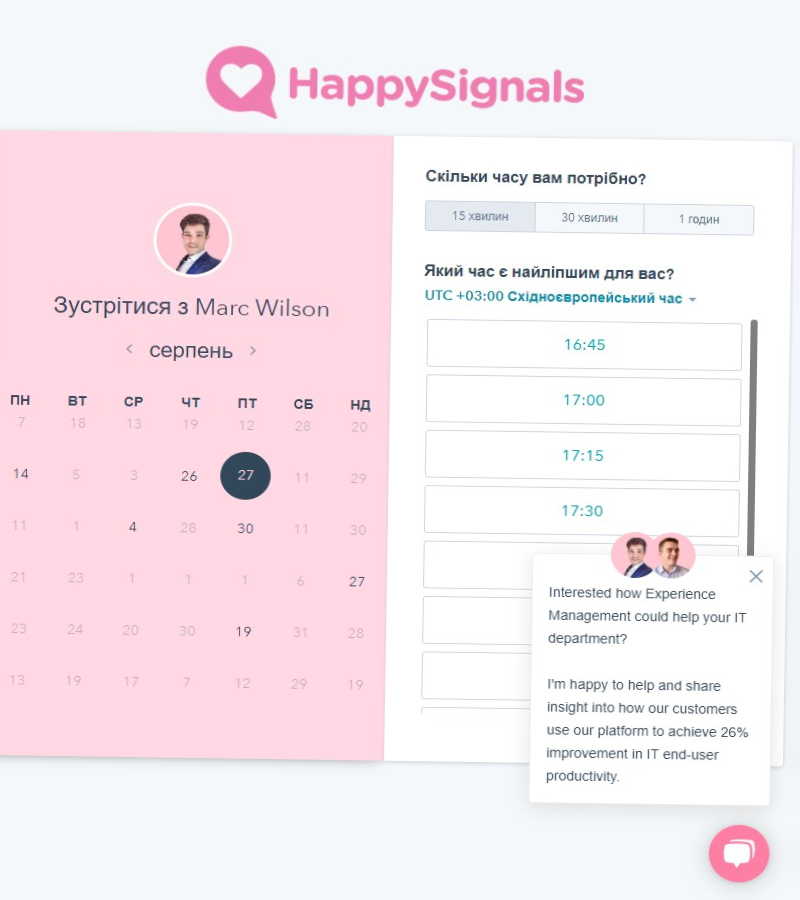 HappySignals
Зустрітися з Marc Wilson
серпень
ПН ВТ СР ЧТ ПТ СБ НД
7 18 13 19 12 28 20
14 5 3 26 27 11 29
11 1 4 28 30 11 30
21 23 1 1 1 6 27
23 24 20 30 19 31 28
13 19 17 7 12 29 19
Скільки часу вам потрібно?
15 хвилин 30 хвилин 1 годин
Який час є найліпшим для вас?
UTC +03:00 Східноєвропейський час
16:45
17:00
17:15
17:30
Interested how Experience
Management could help your IT
department?
I'm happy to help and share
insight into how our customers
use our platform to achieve 26%
improvement in IT end-user
productivity.